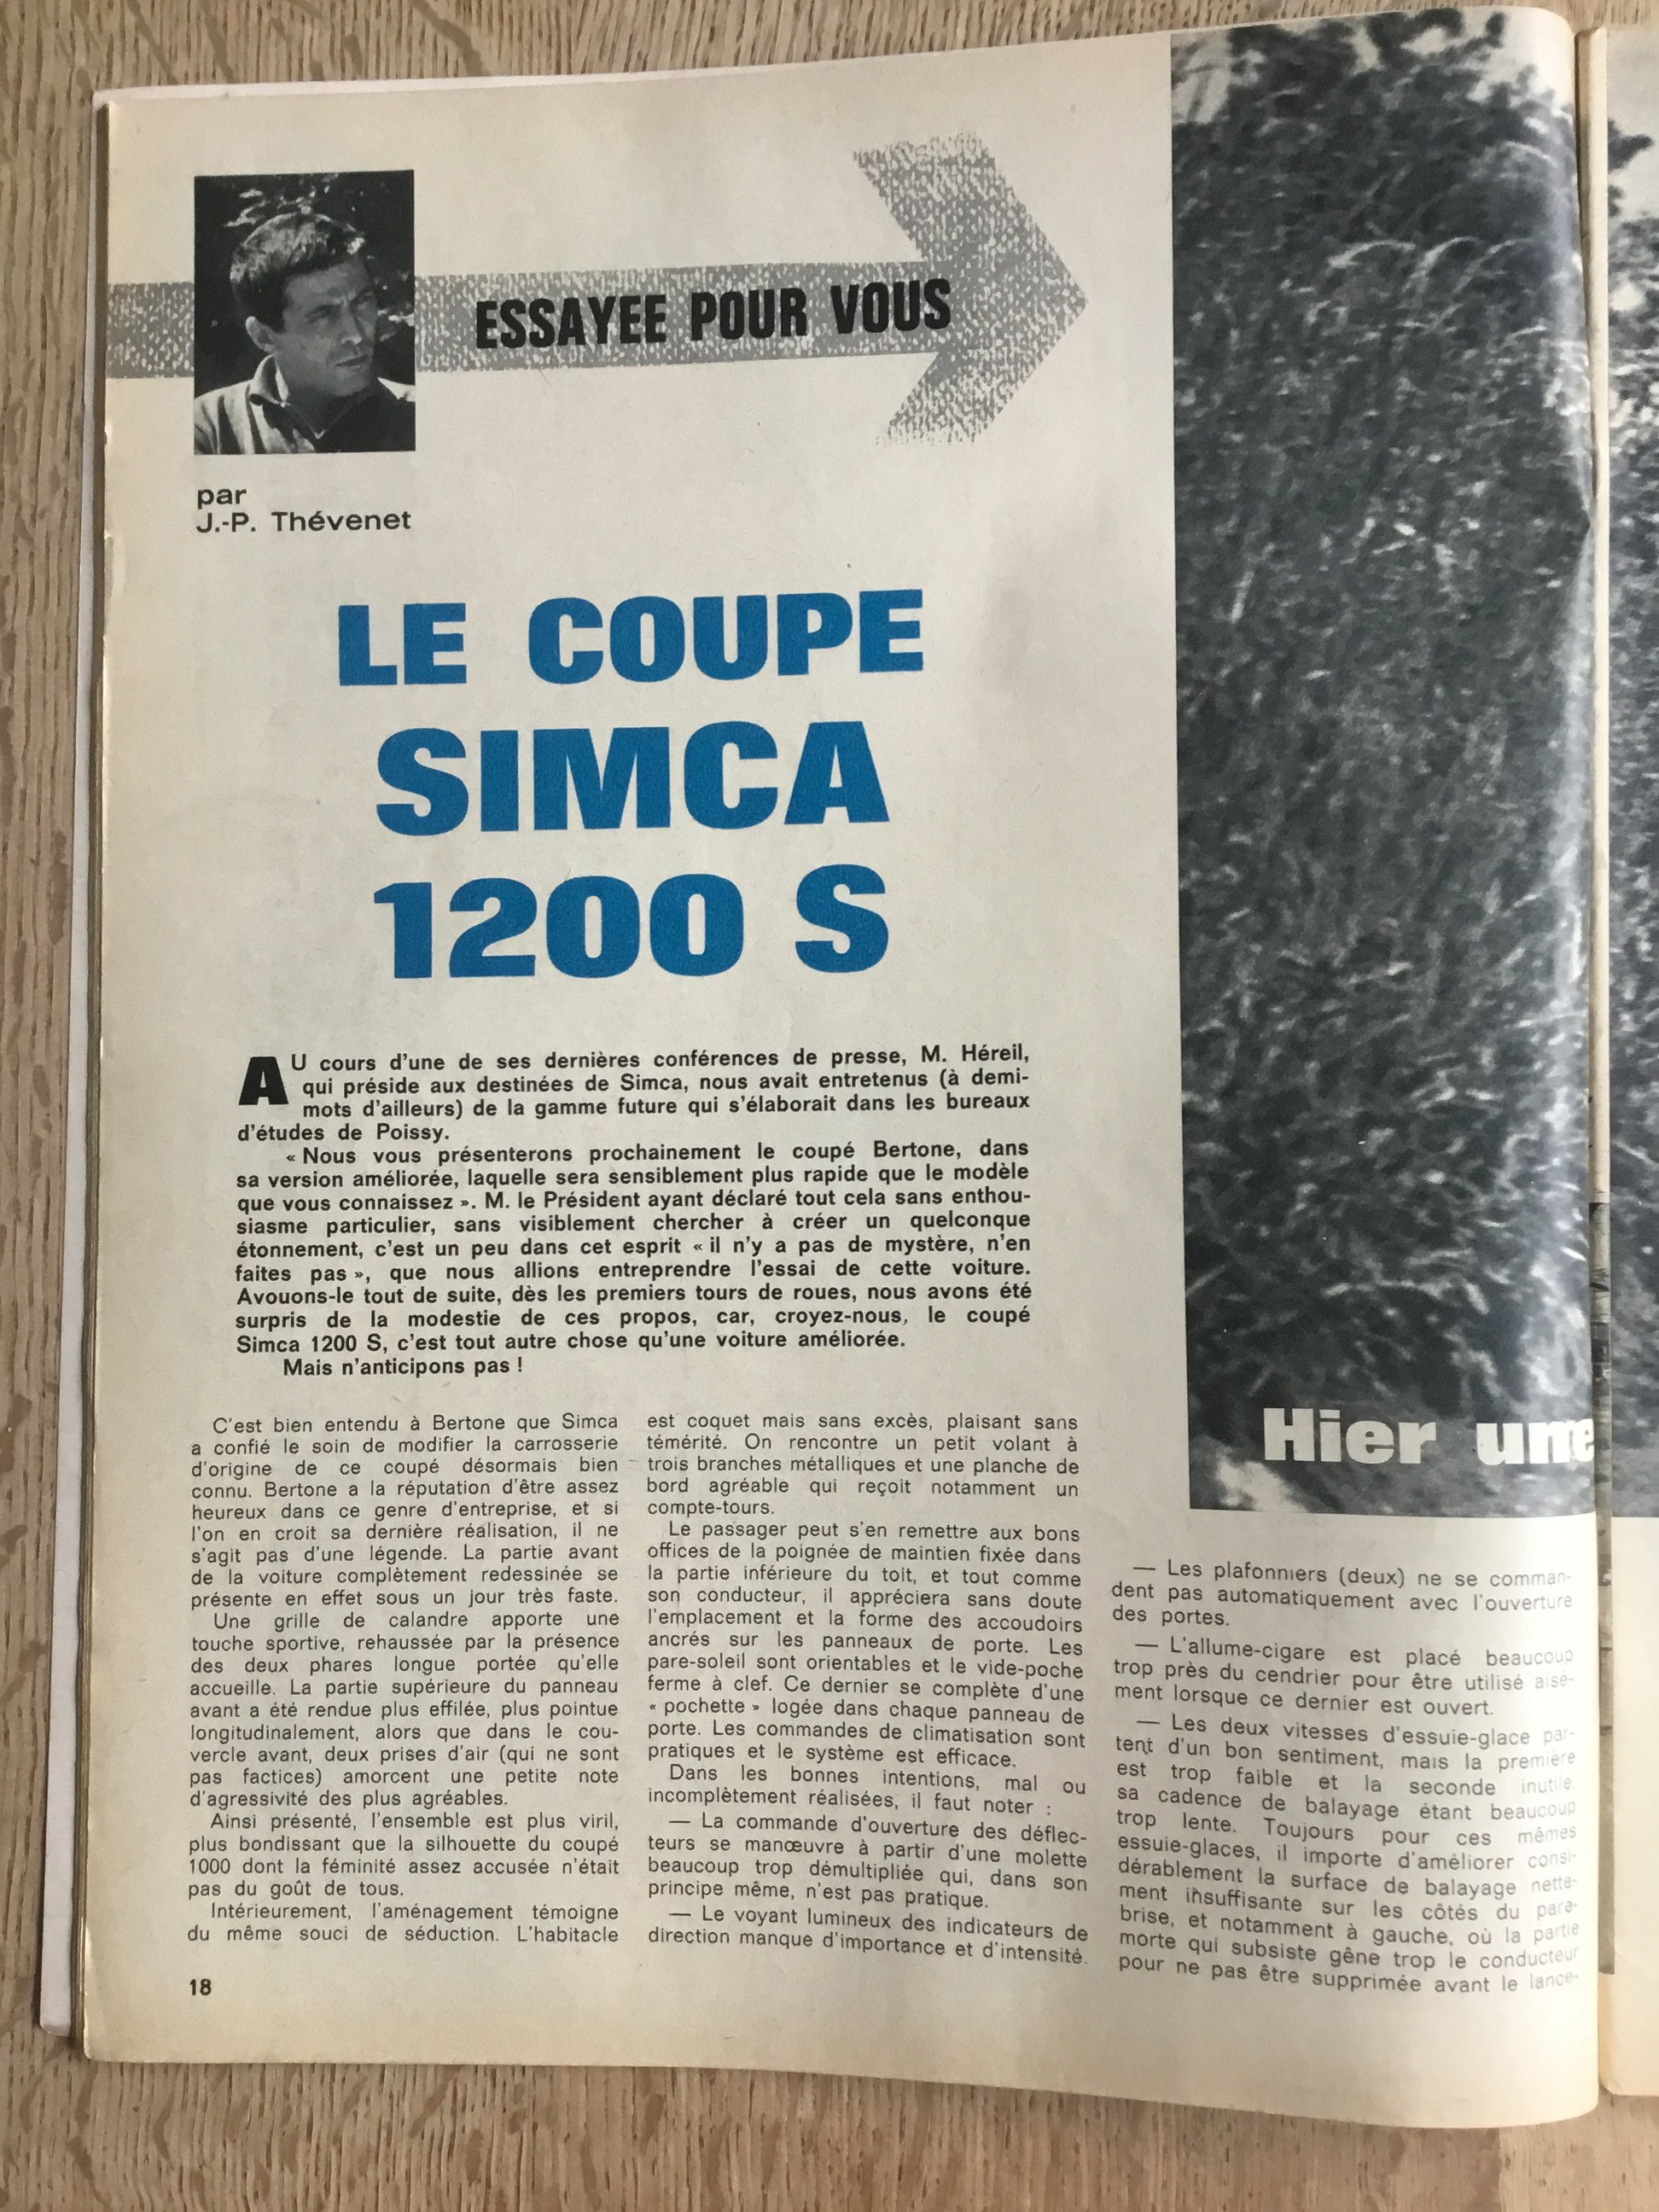 ESSAYEE POUR VOUS
par
J.-P. Thévenet
LE COUPE
SIMCA
1200 S
AU cours d'une de ses dernières conférences de presse, M. Héreil,
qui préside aux destinées de Simca, nous avait entretenus (à demi-
mots d'ailleurs) de la gamme future qui s'élaborait dans les bureaux
d'études de Poissy.
« Nous vous présenterons prochainement le coupé Bertone, dans
sa version améliorée, laquelle sera sensiblement plus rapide que le modèle
que vous connaissez ». M. le Président ayant déclaré tout cela sans enthou-
siasme particulier, sans visiblement chercher à créer un quelconque
étonnement, c'est un peu dans cet esprit « il n'y a pas de mystère, n'en
faites pas », que nous allions entreprendre l'essai de cette voiture.
Avouons-le tout de suite, dès les premiers tours de roues, nous avons été
surpris de la modestie de ces propos, car, croyez-nous, le coupé
Simca 1200 S, c'est tout autre chose qu'une voiture améliorée.
Mais n'anticipons pas !
C'est bien entendu à Bertone que Simca
a confié le soin de modifier la carrosserie
d'origine de ce coupé désormais bien
connu. Bertone a la réputation d'être assez
heureux dans ce genre d'entreprise, et si
l'on en croit sa dernière réalisation, il ne
s'agit pas d'une légende. La partie avant
de la voiture complètement redessinée se
présente en effet sous un jour très faste.
Une grille de calandre apporte une
touche sportive, rehaussée par la présence
des deux phares longue portée qu'elle
accueille. La partie supérieure du panneau
avant a été rendue plus effilée, plus pointue
longitudinalement, alors que dans le cou-
vercle avant, deux prises d'air (qui ne sont
pas factices) amorcent une petite note
d'agressivité des plus agréables.
Ainsi présenté, l'ensemble est plus viril,
plus bondissant que la silhouette du coupé
1000 dont la féminité assez accusée n'était
pas du goût de tous.
Intérieurement, l'aménagement témoigne
du même souci de séduction. L'habitacle
est coquet mais sans excès, plaisant sans
témérité. On rencontre un petit volant à
trois branches métalliques et une planche de
bord agréable qui reçoit notamment un
compte-tours.
Le passager peut s'en remettre aux bons
offices de la poignée de maintien fixée dans
la partie inférieure du toit, et tout comme
son conducteur, il appréciera sans doute
l'emplacement et la forme des accoudoirs
ancrés sur les panneaux de porte. Les
pare-soleil sont orientables et le vide-poche
ferme à clef. Ce dernier se complète d'une
« pochette » logée dans chaque panneau de
porte. Les commandes de climatisation sont
pratiques et le système est efficace.
Dans les bonnes intentions, mal ou
incomplètement réalisées, il faut noter :
— La commande d'ouverture des déflec-
teurs se manœuvre à partir d'une molette
beaucoup trop démultipliée qui, dans son
principe même, n'est pas pratique.
— Le voyant lumineux des indicateurs de
direction manque d'importance et d'intensité.
Hier une
— Les plafonniers (deux) ne se comman-
dent pas automatiquement avec l'ouverture
des portes.
— L'allume-cigare est placé beaucoup
trop près du cendrier pour être utilisé aisé-
ment lorsque ce dernier est ouvert.
— Les deux vitesses d'essuie-glace par-
tent d'un bon sentiment, mais la première
est trop faible et la seconde inutile,
sa cadence de balayage étant beaucoup
trop lente. Toujours pour ces mêmes
essuie-glaces, il importe d'améliorer consi-
dérablement la surface de balayage nette-
ment insuffisante sur les côtés du pare-
brise, et notamment à gauche, où la partie
morte qui subsiste gêne trop le conducteur
pour ne pas être supprimée avant le lance-
18